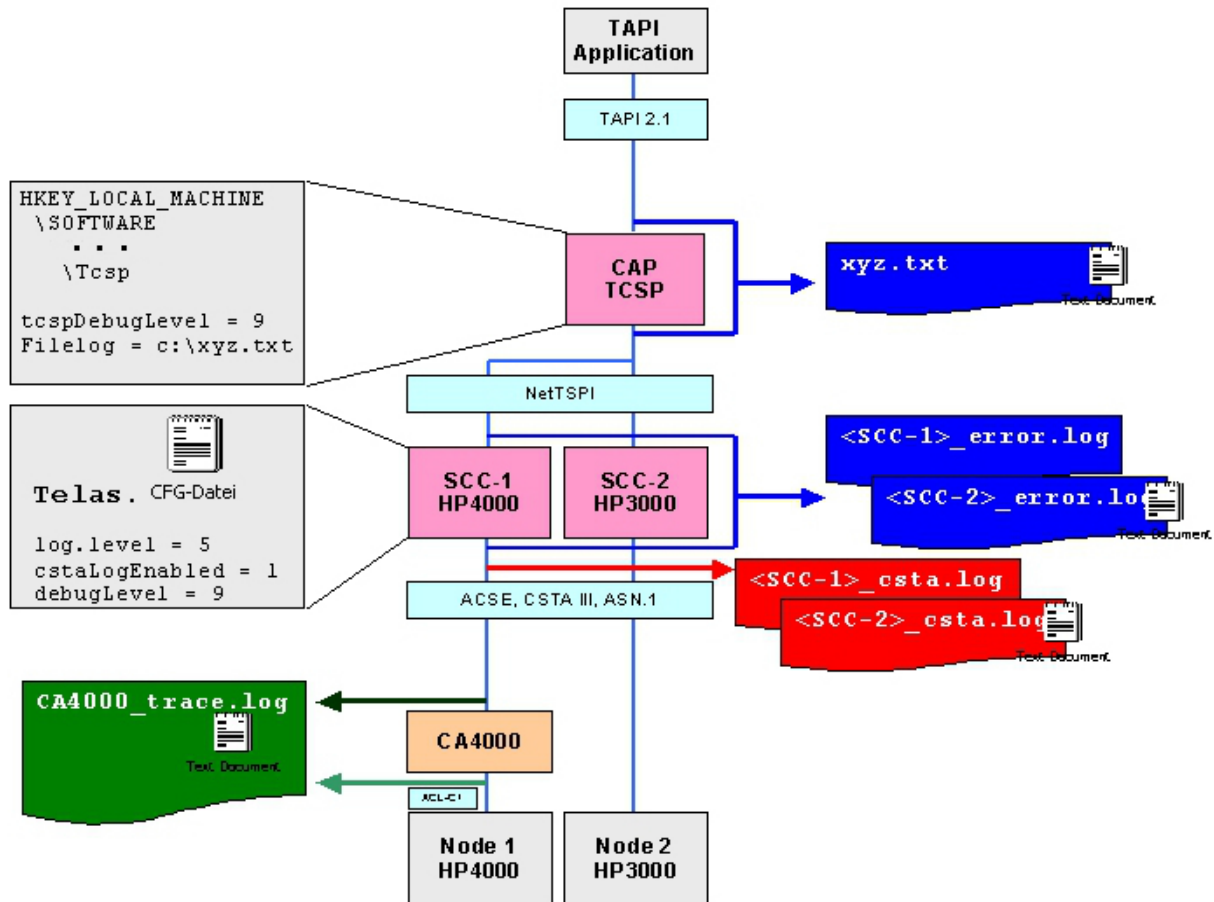 TAPI
Application
TAPI 2.1
HKEY_LOCAL_MACHINE
\SOFTWARE
...
\Tcsp
tcspDebugLevel = 9
Filelog = c:\xyz.txt
CAP
TCSP
xyz.txt
Text Document
NetTSPI
Telas. CFG-Datei
log.level = 5
cstaLogEnabled = 1
debugLevel = 9
SCC-1
HP4000
SCC-2
HP3000
<SCC-1>_error.log
<SCC-2>_error.log
Text Document
ACSE, CSTA III, ASN.1
<SCC-1>_csta.log
<SCC-2>_csta.log
Text Document
CA4000_trace.log
Text Document
CA4000
Node 1
HP4000
Node 2
HP3000